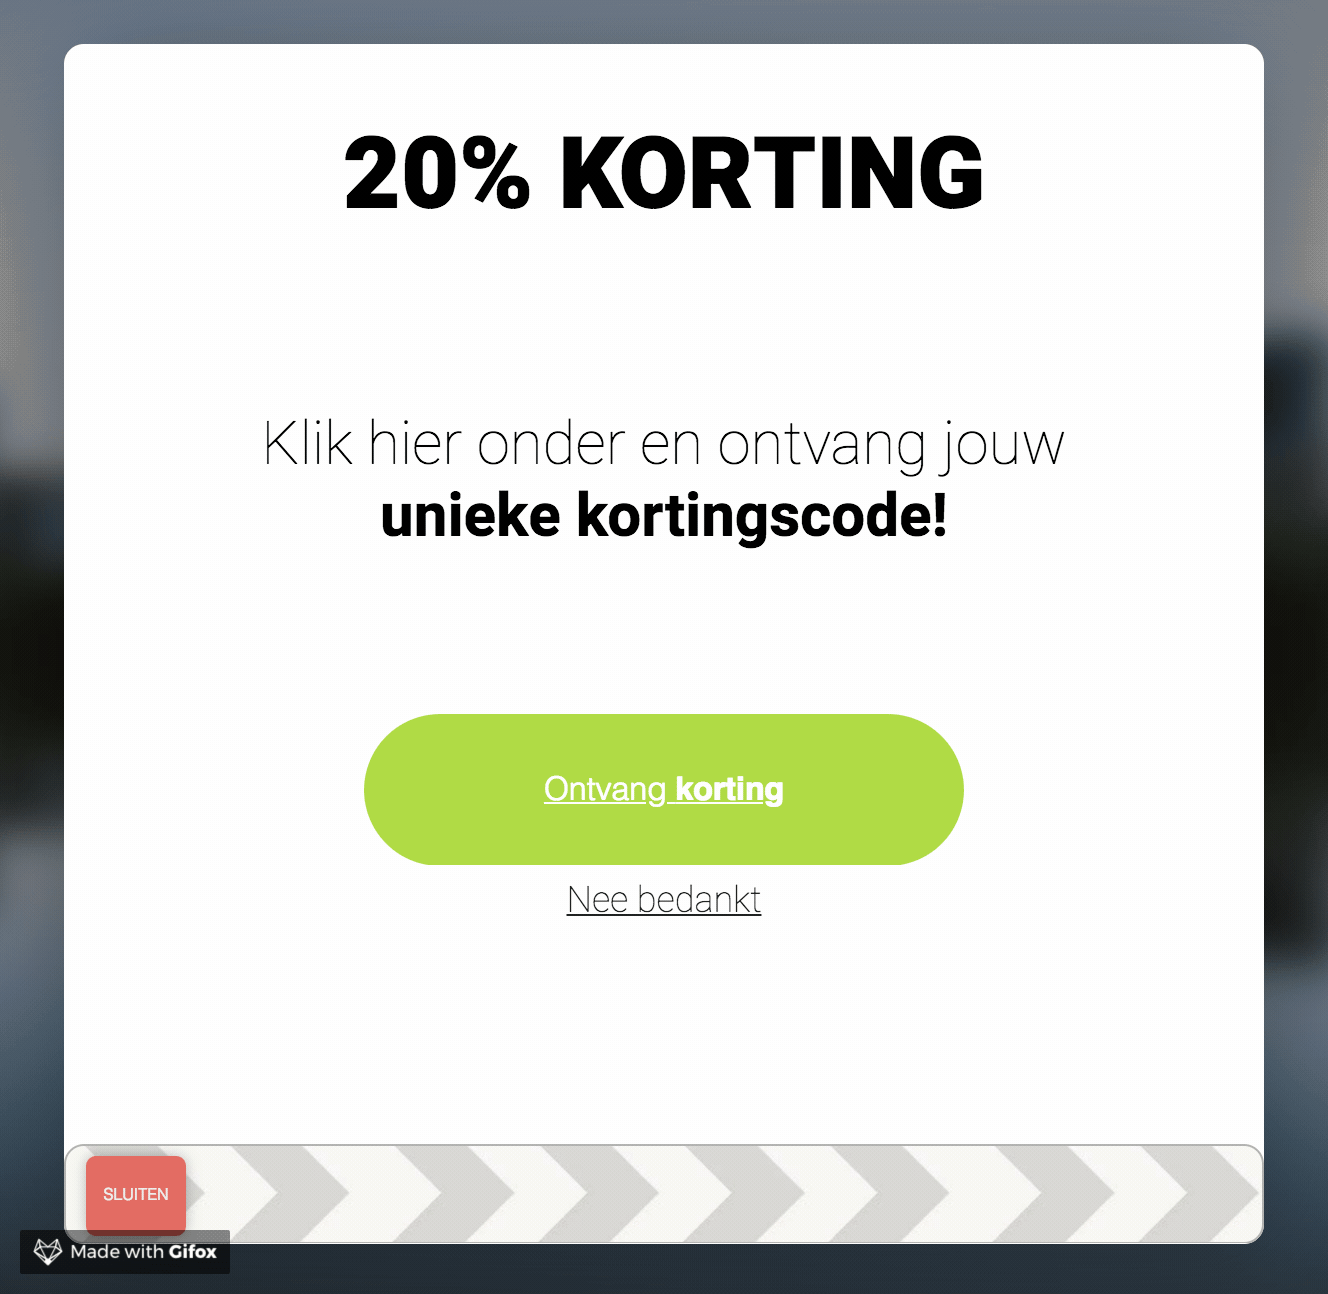 20% KORTING
Klik hier onder en ontvang jouw
unieke kortingscode!
Ontvang korting
Nee bedankt
SLUITEN
Made with Gifox